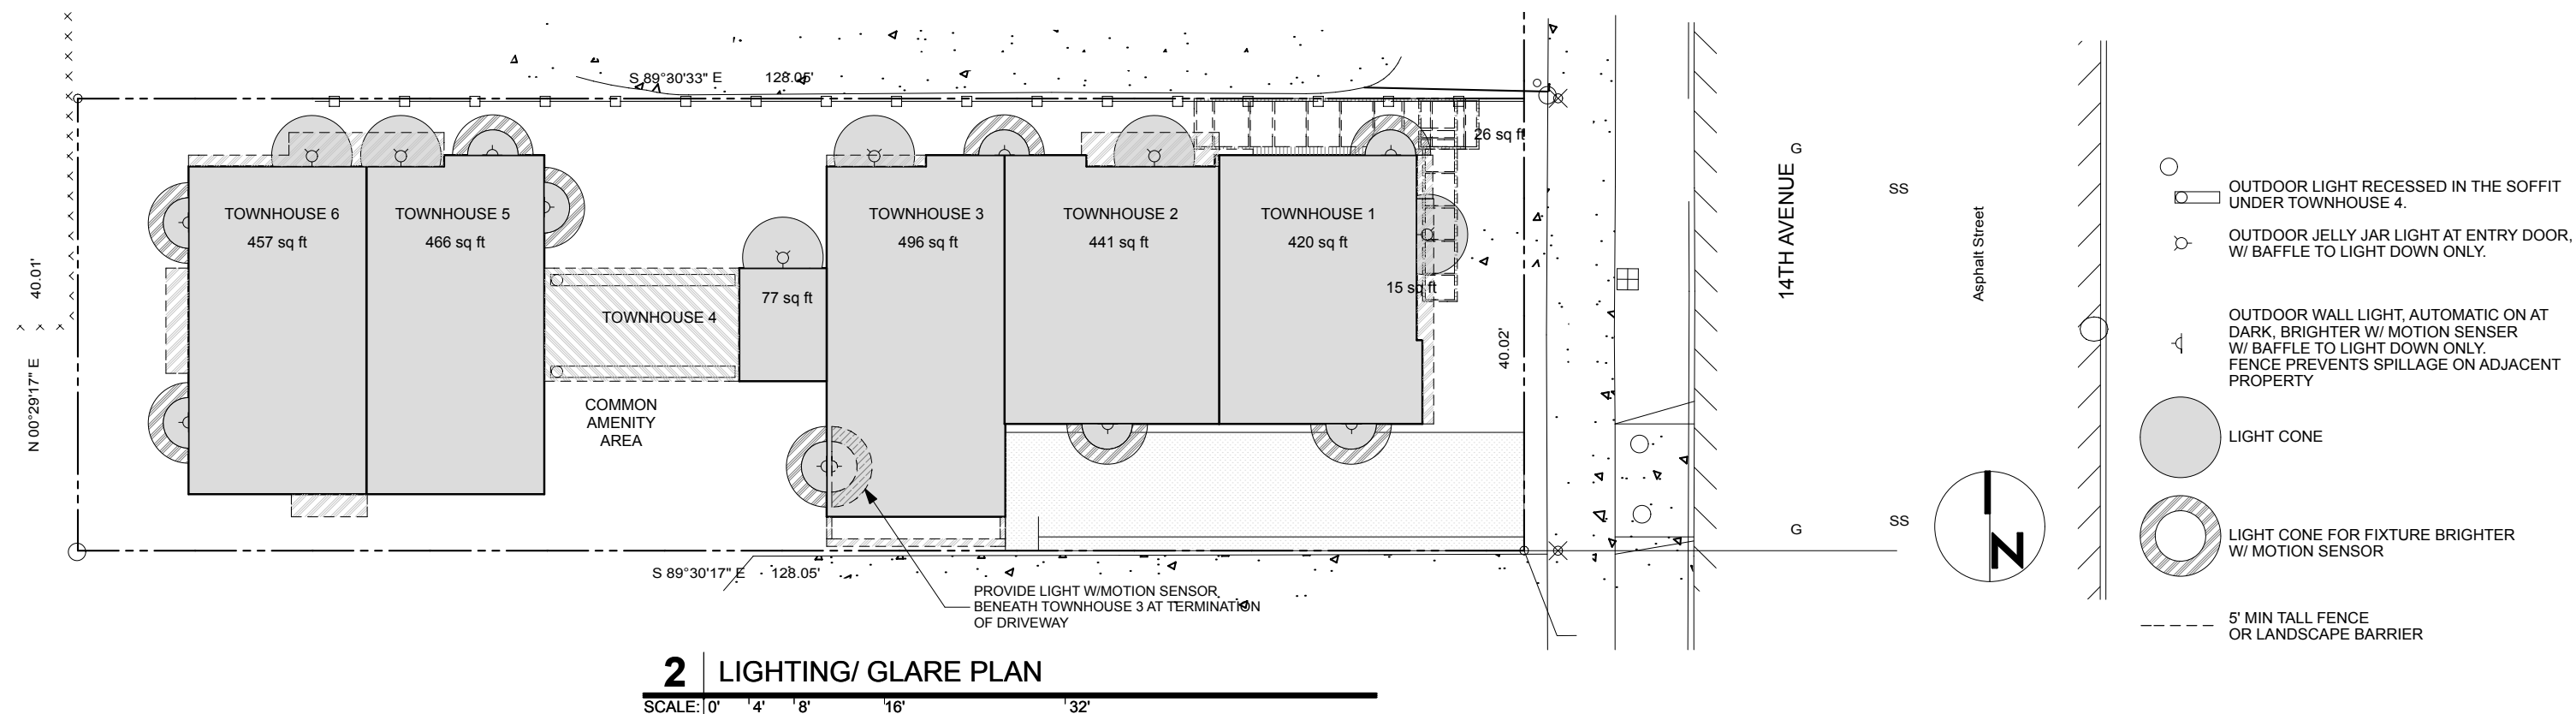 S 89°30'33" E 128.05'
26 sq ft
G
14TH AVENUE
SS
Asphalt Street
OUTDOOR LIGHT RECESSED IN THE SOFFIT
UNDER TOWNHOUSE 4.
OUTDOOR JELLY JAR LIGHT AT ENTRY DOOR,
W/ BAFFLE TO LIGHT DOWN ONLY.
OUTDOOR WALL LIGHT, AUTOMATIC ON AT
DARK, BRIGHTER W/ MOTION SENSER
W/ BAFFLE TO LIGHT DOWN ONLY.
FENCE PREVENTS SPILLAGE ON ADJACENT
PROPERTY
LIGHT CONE
LIGHT CONE FOR FIXTURE BRIGHTER
W/ MOTION SENSOR
5' MIN TALL FENCE
OR LANDSCAPE BARRIER
TOWNHOUSE 6
457 sq ft
TOWNHOUSE 5
466 sq ft
TOWNHOUSE 3
496 sq ft
TOWNHOUSE 2
441 sq ft
TOWNHOUSE 1
420 sq ft
77 sq ft
15 sq ft
TOWNHOUSE 4
N 00°29'17" E 40.01'
40.02'
COMMON
AMENITY
AREA
G
SS
N
S 89°30'17" E 128.05'
PROVIDE LIGHT W/MOTION SENSOR
BENEATH TOWNHOUSE 3 AT TERMINATION
OF DRIVEWAY
2 LIGHTING/ GLARE PLAN
SCALE: 0' 4' 8' 16' 32'